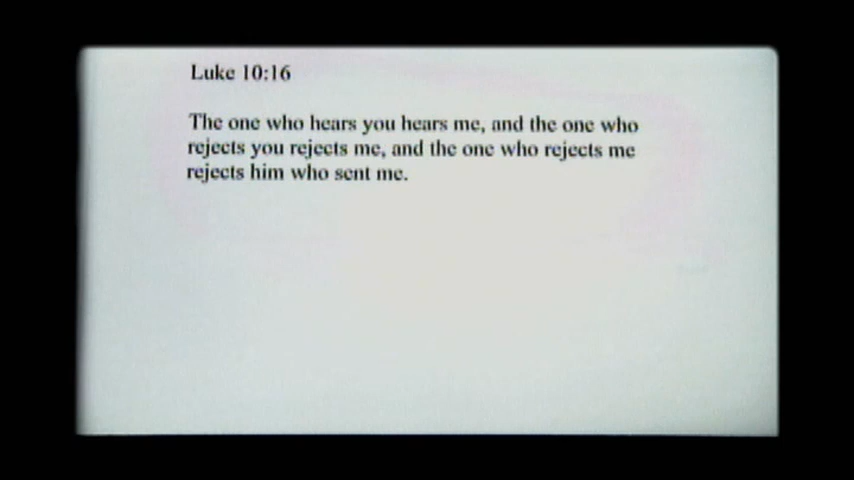 Luke 10:16
The one who hears you hears me, and the one who
rejects you rejects me, and the one who rejects me
rejects him who sent me.